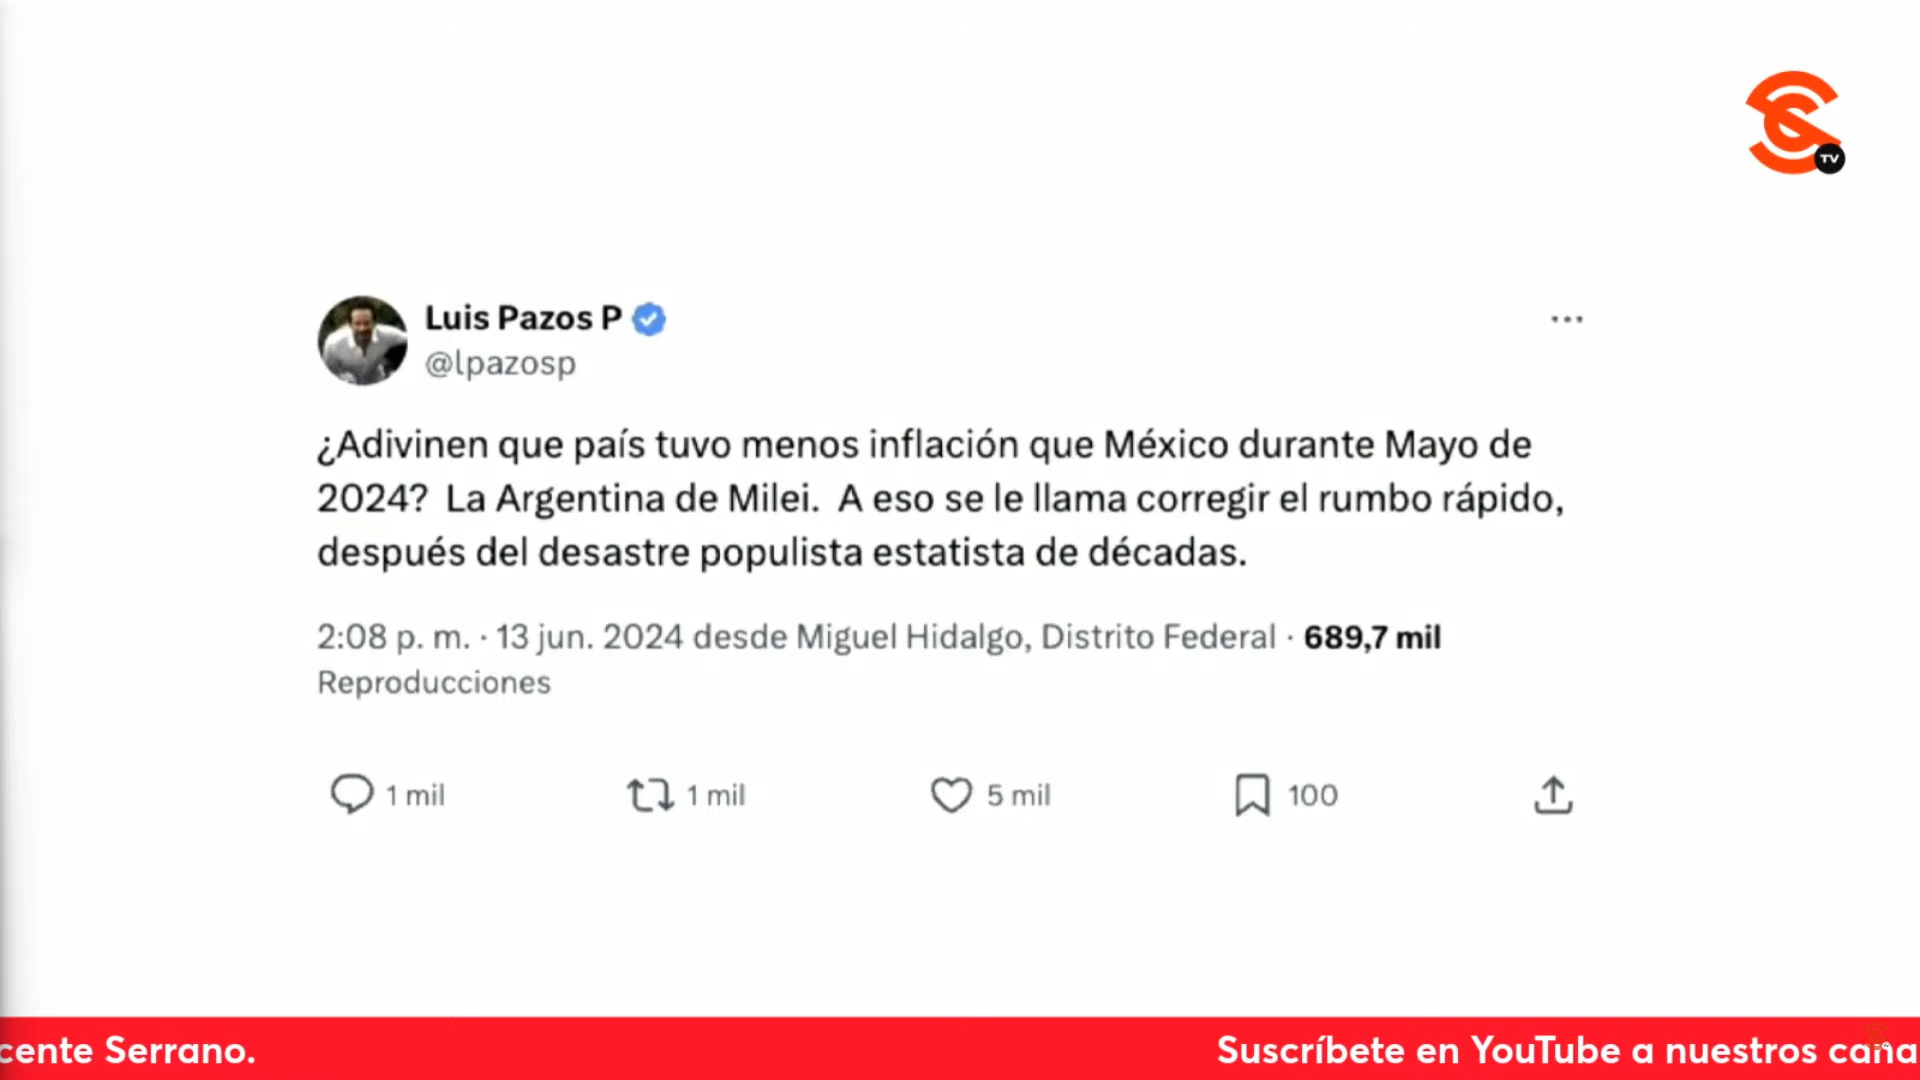 TV
Luis Pazos P
@lpazosp
¿Adivinen que país tuvo menos inflación que México durante Mayo de
2024?  La Argentina de Milei.  A eso se le llama corregir el rumbo rápido,
después del desastre populista estatista de décadas.
2:08 p. m. · 13 jun. 2024 desde Miguel Hidalgo, Distrito Federal · 689,7 mil
Reproducciones
1 mil
1 mil
5 mil
100
cente Serrano.
Suscríbete en YouTube a nuestros cana